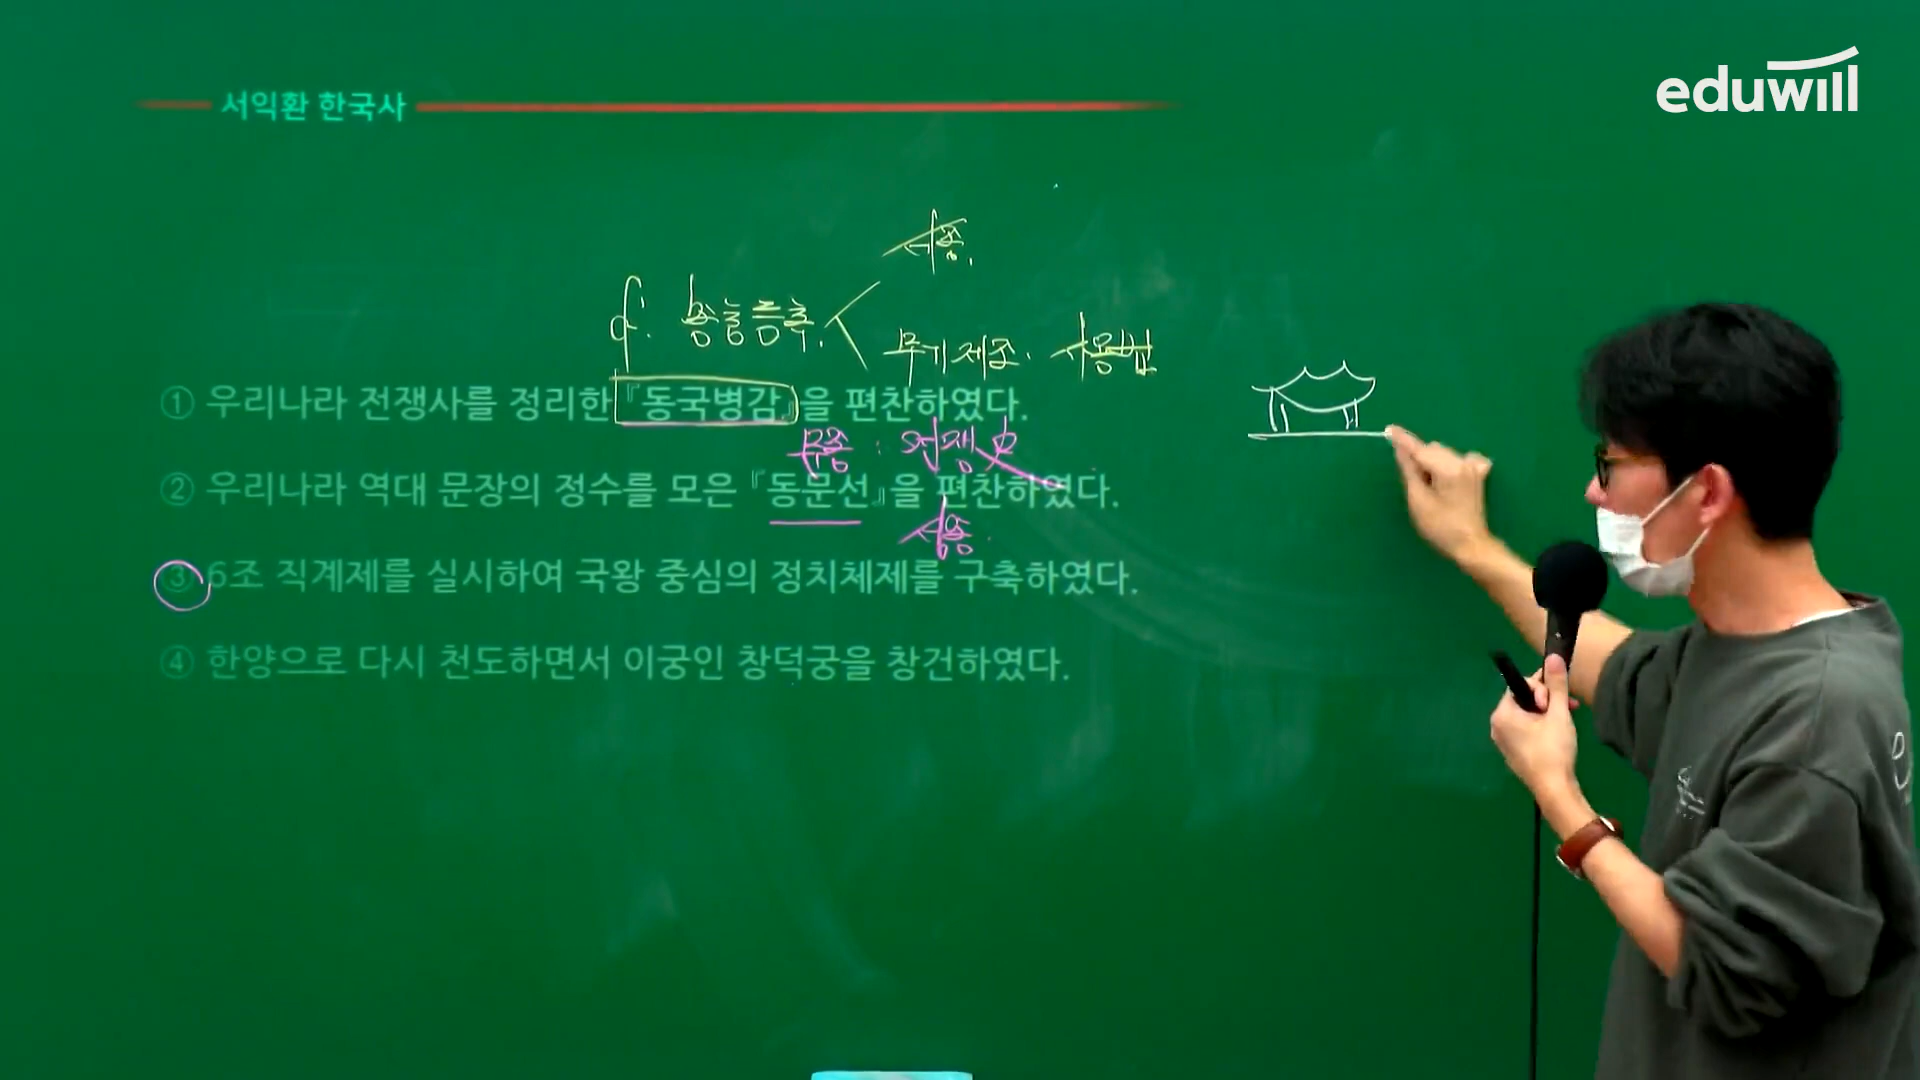 eduwill
서익환 한국사
세종.
cf. 총통등록. < 무기제조. 사용법
① 우리나라 전쟁사를 정리한 『동국병감』을 편찬하였다.
문종 : 전쟁史
② 우리나라 역대 문장의 정수를 모은 『동문선』을 편찬하였다.
성종.
③ 6조 직계제를 실시하여 국왕 중심의 정치체제를 구축하였다.
④ 한양으로 다시 천도하면서 이궁인 창덕궁을 창건하였다.